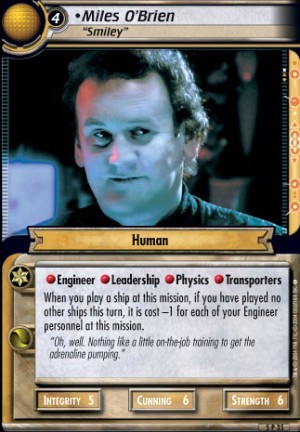 4
•Miles O'Brien
"Smiley"
Human
Engineer • Leadership • Physics • Transporters
When you play a ship at this mission, if you have played no
other ships this turn, it is cost –1 for each of your Engineer
personnel at this mission.
"Oh, well. Nothing like a little on-the-job training to get the
adrenaline pumping."
Integrity 5 Cunning 6 Strength 6